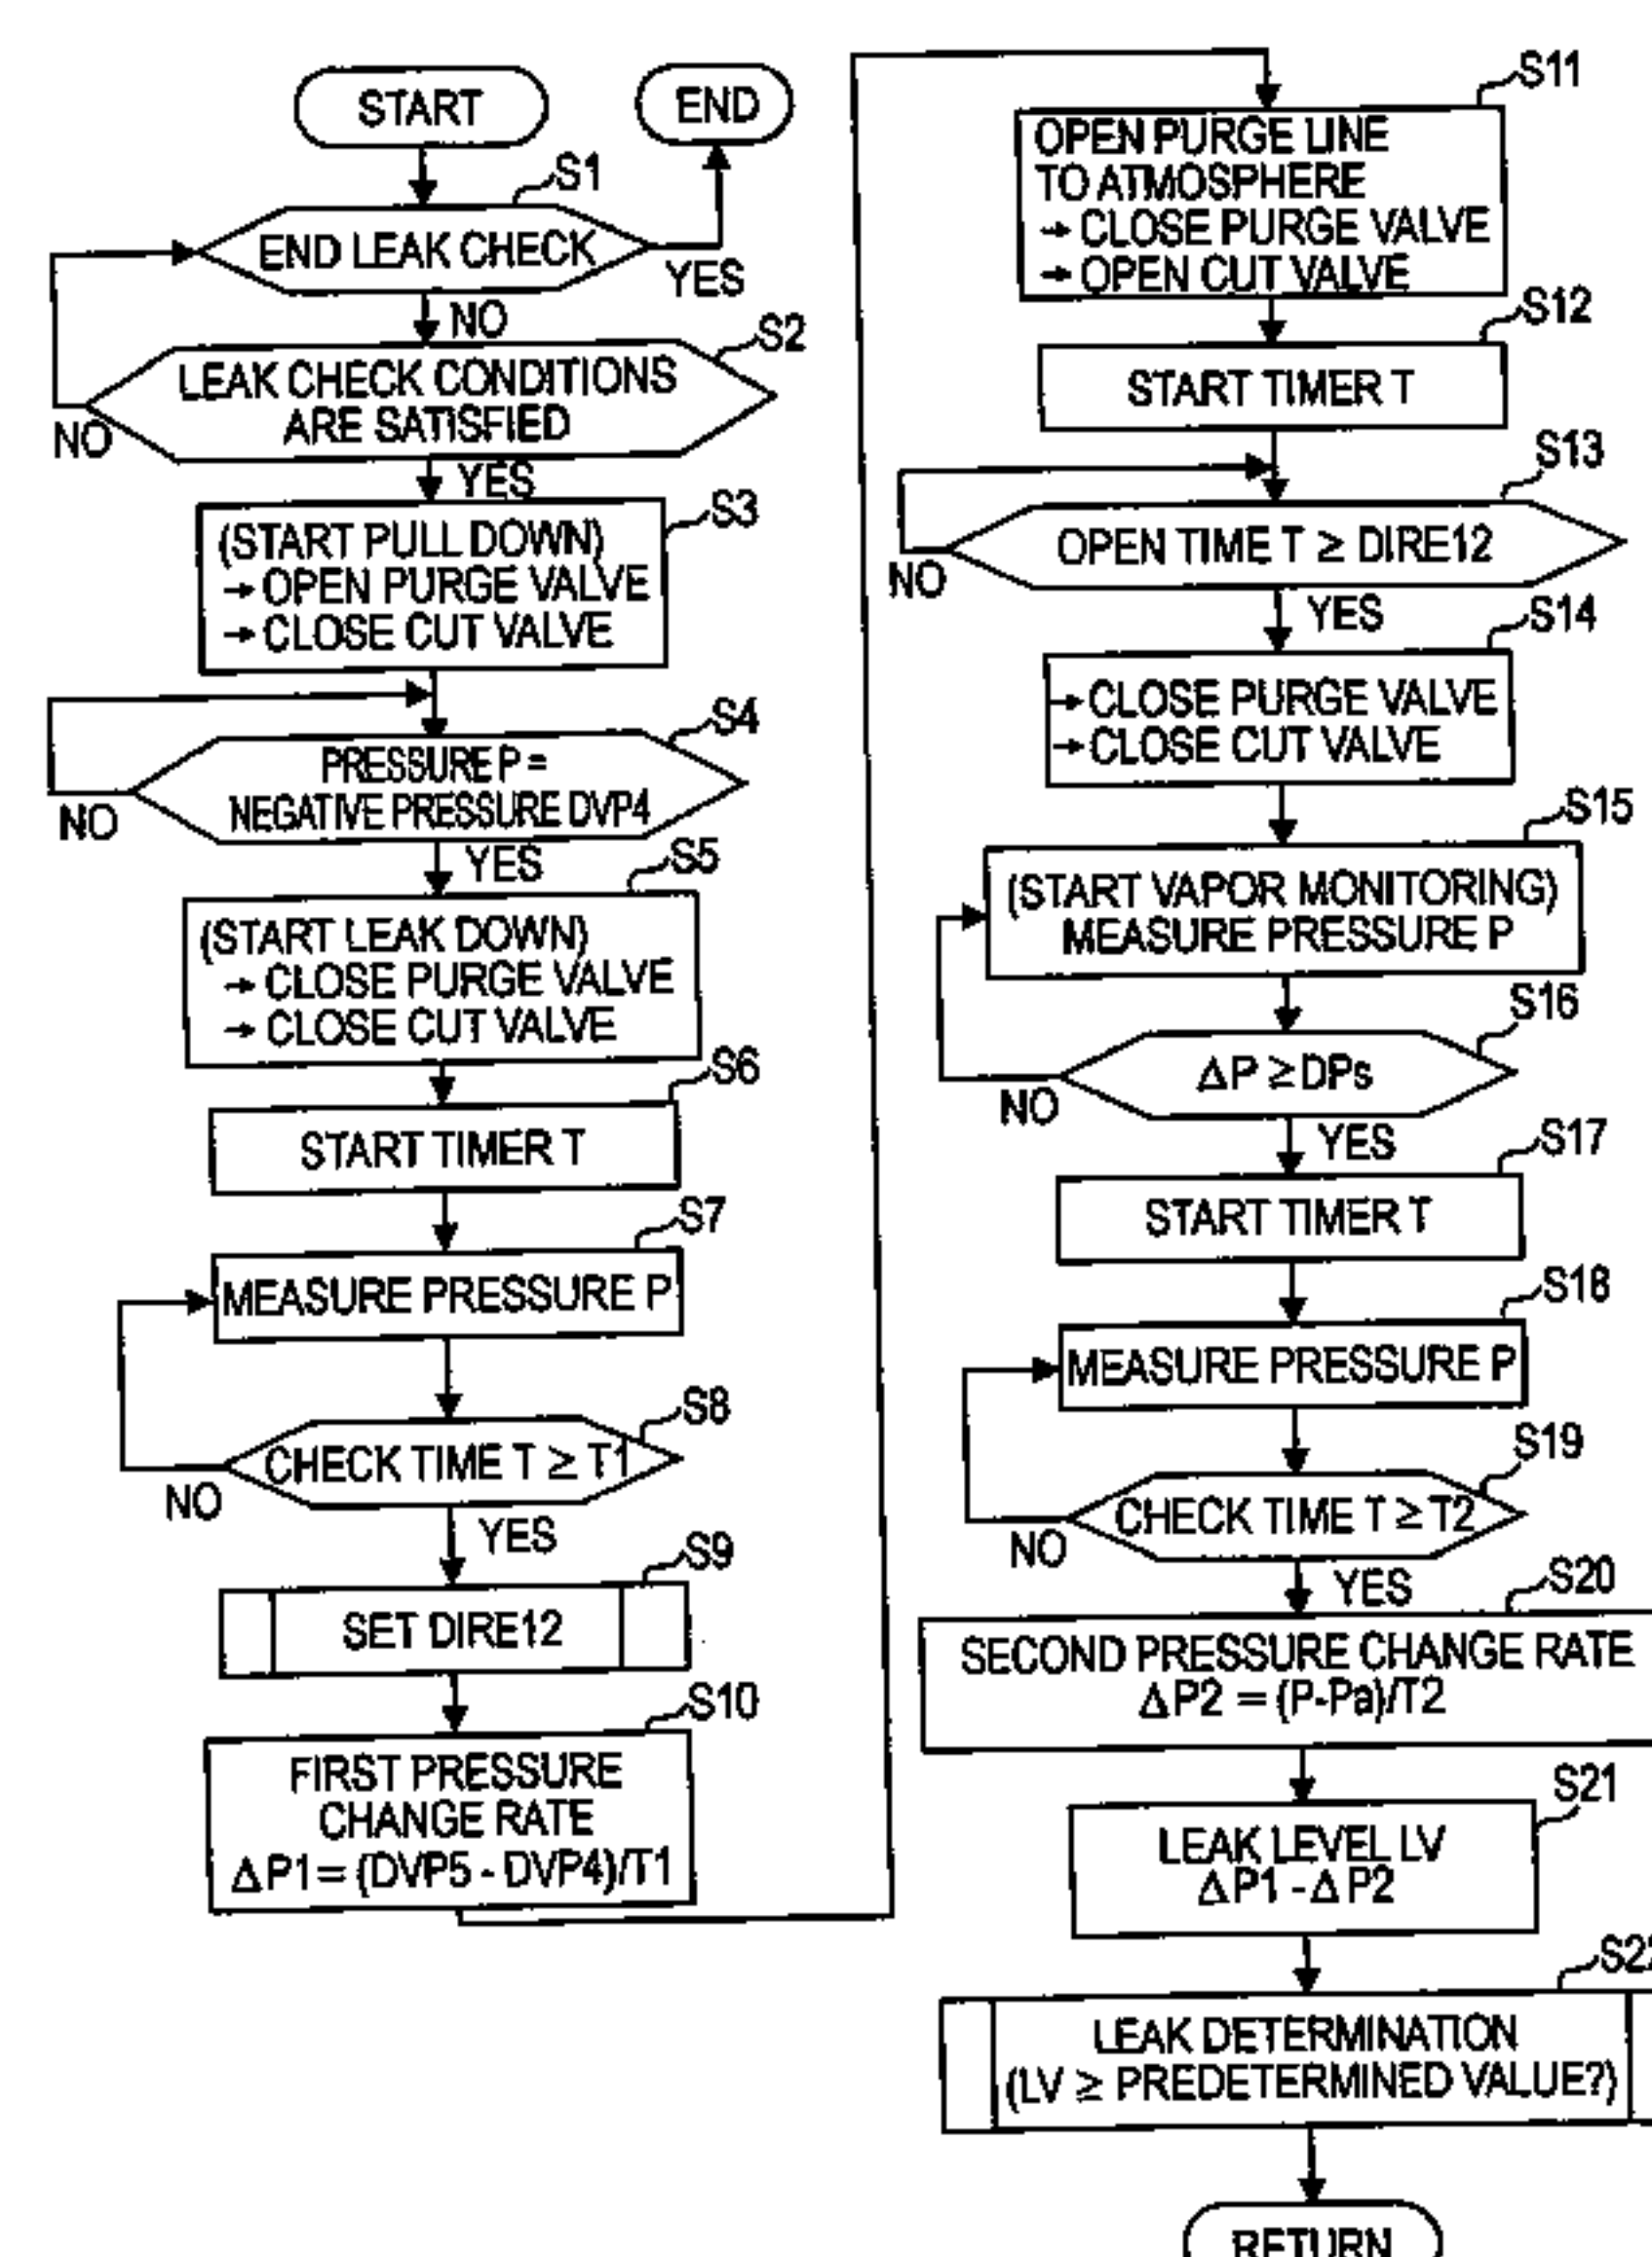 START
END
S1
END LEAK CHECK
YES
NO
S2
LEAK CHECK CONDITIONS
ARE SATISFIED
NO
YES
S3
(START PULL DOWN)
→ OPEN PURGE VALVE
→ CLOSE CUT VALVE
S4
PRESSURE P =
NEGATIVE PRESSURE DVP4
NO
YES
S5
(START LEAK DOWN)
→ CLOSE PURGE VALVE
→ CLOSE CUT VALVE
S6
START TIMER T
S7
MEASURE PRESSURE P
S8
CHECK TIME T ≥ T1
NO
YES
S9
SET DIRE12
S10
FIRST PRESSURE
CHANGE RATE
ΔP1 = (DVP5 - DVP4)/T1
S11
OPEN PURGE LINE
TO ATMOSPHERE
→ CLOSE PURGE VALVE
→ OPEN CUT VALVE
S12
START TIMER T
S13
OPEN TIME T ≥ DIRE12
NO
YES
S14
→ CLOSE PURGE VALVE
→ CLOSE CUT VALVE
S15
(START VAPOR MONITORING)
MEASURE PRESSURE P
S16
ΔP ≥ DPs
NO
YES
S17
START TIMER T
S18
MEASURE PRESSURE P
S19
CHECK TIME T ≥ T2
NO
YES
S20
SECOND PRESSURE CHANGE RATE
ΔP2 = (P-Pa)/T2
S21
LEAK LEVEL LV
ΔP1 - ΔP2
S22
LEAK DETERMINATION
(LV ≥ PREDETERMINED VALUE?)
RETURN